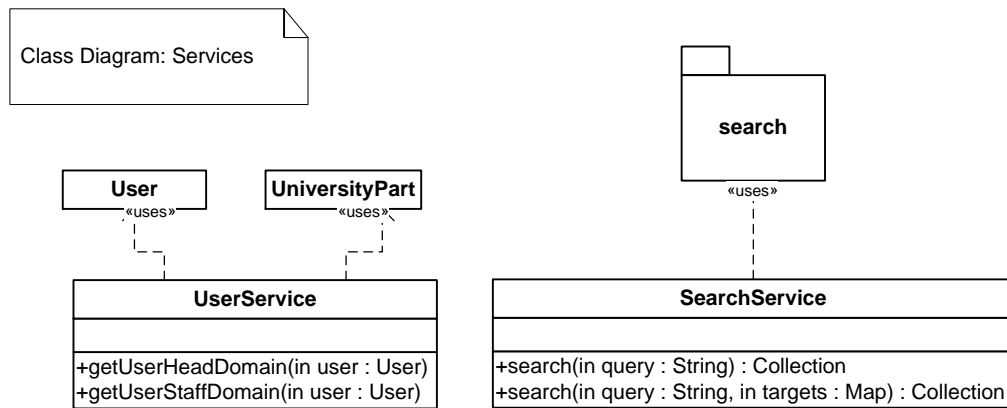 Class Diagram: Services
search
«uses»
User
UniversityPart
«uses»
«uses»
UserService
+getUserHeadDomain(in user : User)
+getUserStaffDomain(in user : User)
SearchService
+search(in query : String) : Collection
+search(in query : String, in targets : Map) : Collection